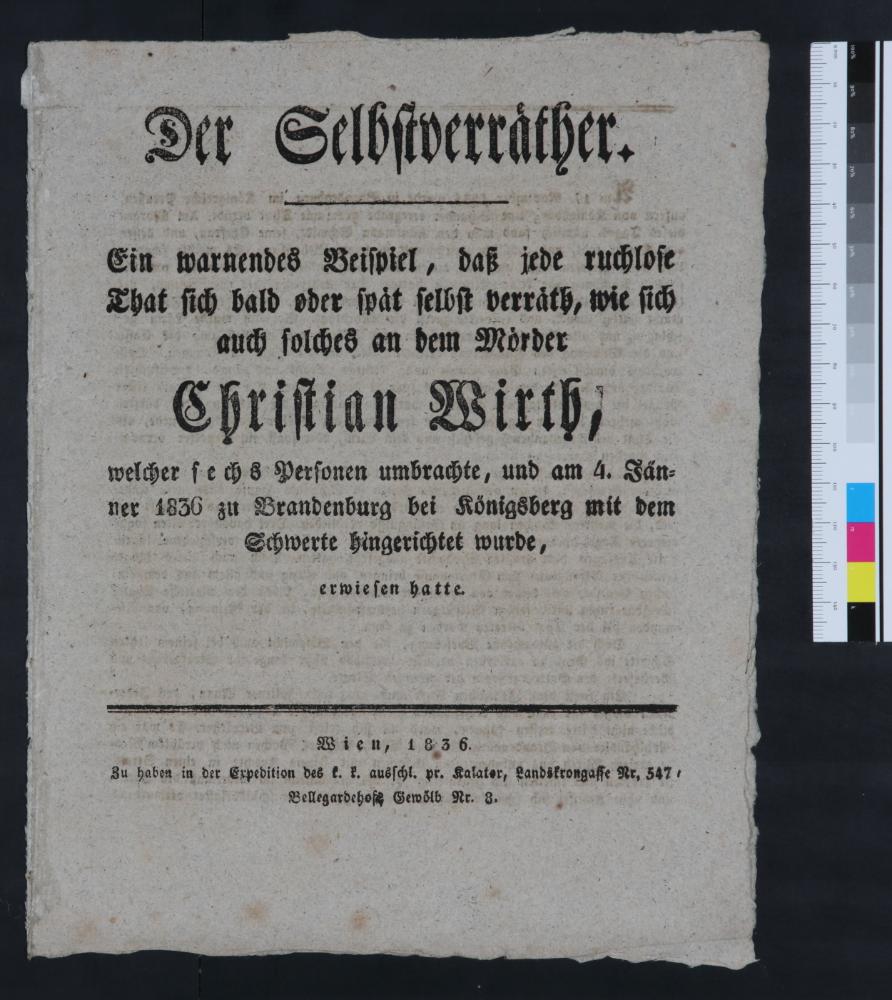 Der Selbstverräther.
Ein warnendes Beispiel, daß jede ruchlose
That sich bald oder spät selbst verräth, wie sich
auch solches an dem Mörder
Christian Wirth,
welcher sechs Personen umbrachte, und am 4. Jän-
ner 1836 zu Brandenburg bei Königsberg mit dem
Schwerte hingerichtet wurde,
erwiesen hatte.
Wien, 1836.
Zu haben in der Expedition des k. k. ausschl. pr. Kalator, Landskrongasse Nr, 547,
Bellegardehofe Gewölb Nr. 3.